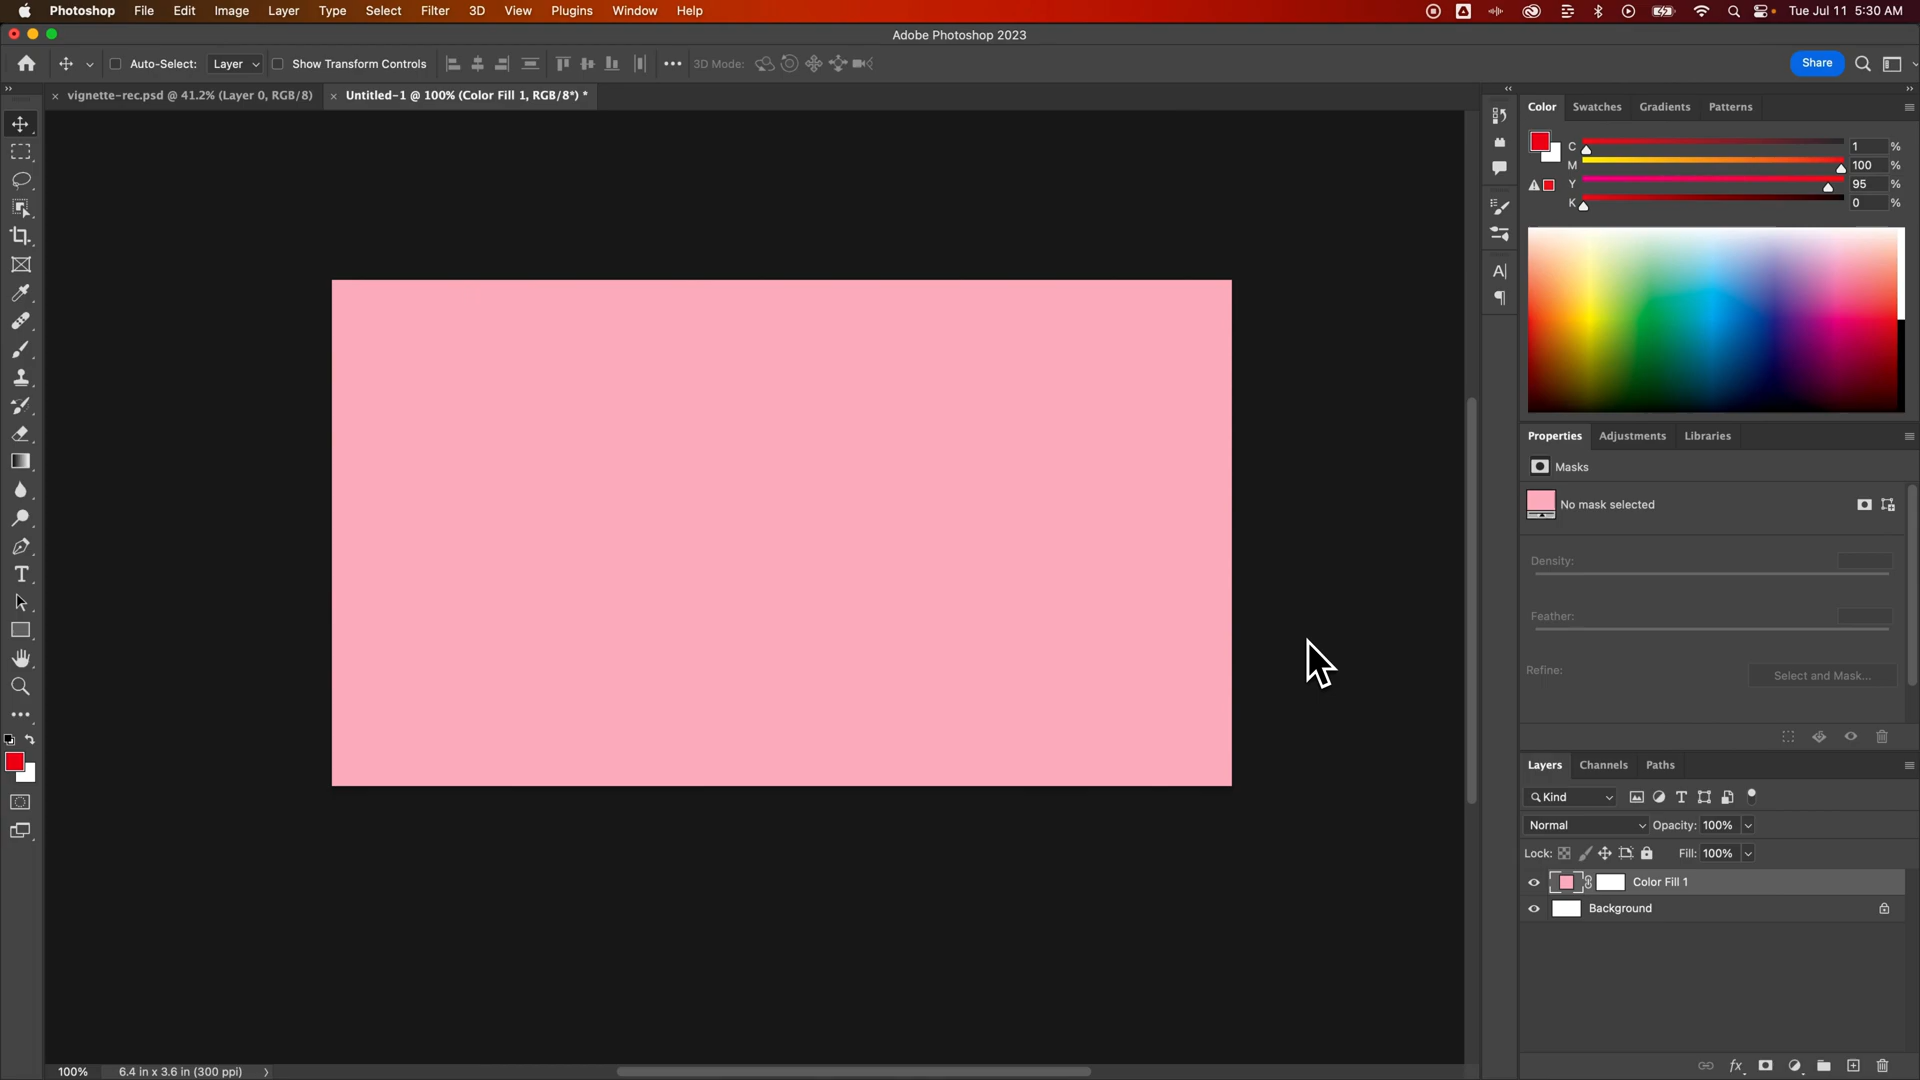 Photoshop File Edit Image Layer Type Select Filter 3D View Plugins Window Help Tue Jul 11 5:30 AM
Adobe Photoshop 2023
Auto-Select: Layer Show Transform Controls 3D Mode: Share
vignette-rec.psd @ 41.2% (Layer 0, RGB/8) Untitled-1 @ 100% (Color Fill 1, RGB/8*) *
Color Swatches Gradients Patterns
C 1 %
M 100 %
Y 95 %
K 0 %
Properties Adjustments Libraries
Masks
No mask selected
Density:
Feather:
Refine: Select and Mask...
Layers Channels Paths
Kind
Normal Opacity: 100%
Lock: Fill: 100%
Color Fill 1
Background
100% 6.4 in x 3.6 in (300 ppi)